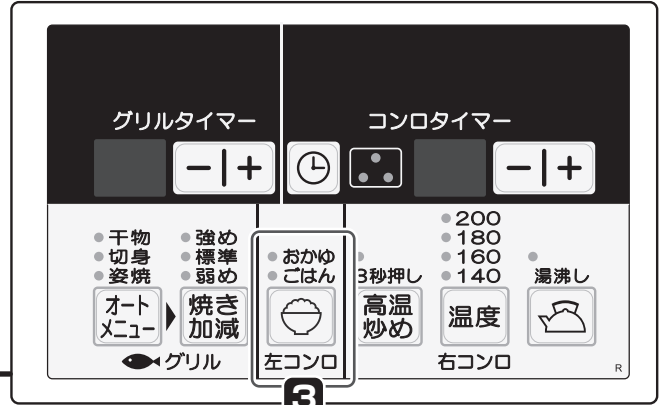 グリルタイマー
コンロタイマー
−|+
−|+
200
180
160
140
干物
切身
姿焼
強め
標準
弱め
おかゆ
ごはん
3秒押し
湯沸し
オート
メニュー
焼き
加減
高温
炒め
温度
グリル
左コンロ
右コンロ
R
3